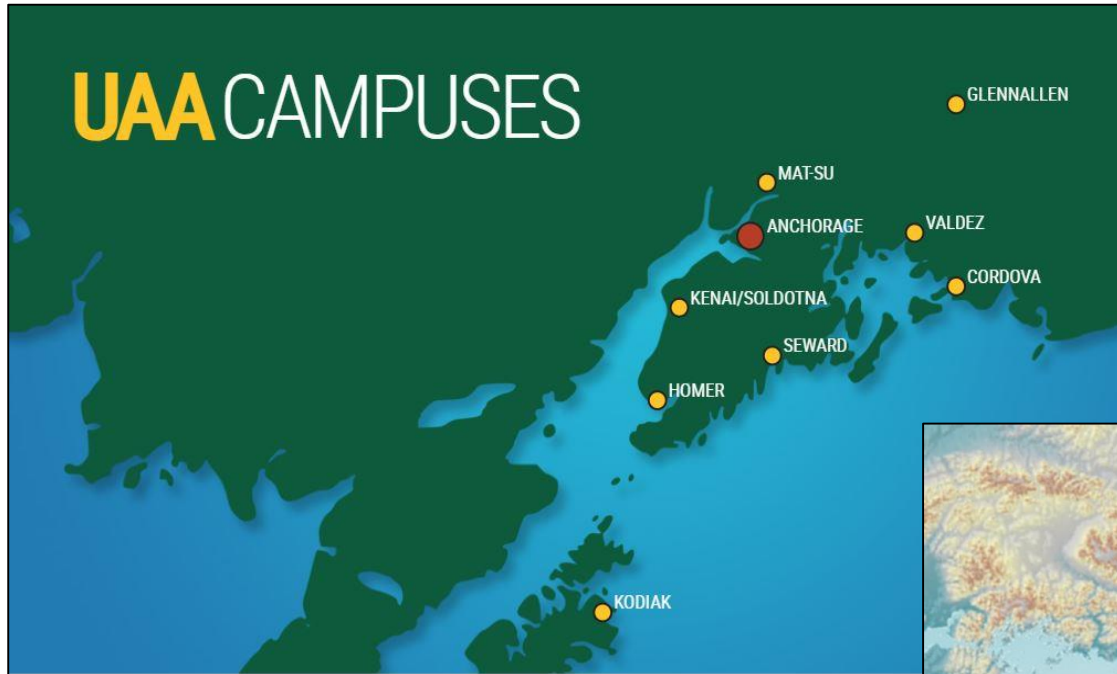 UAA CAMPUSES
GLENNALLEN
MAT-SU
ANCHORAGE
VALDEZ
CORDOVA
KENAI/SOLDOTNA
SEWARD
HOMER
KODIAK